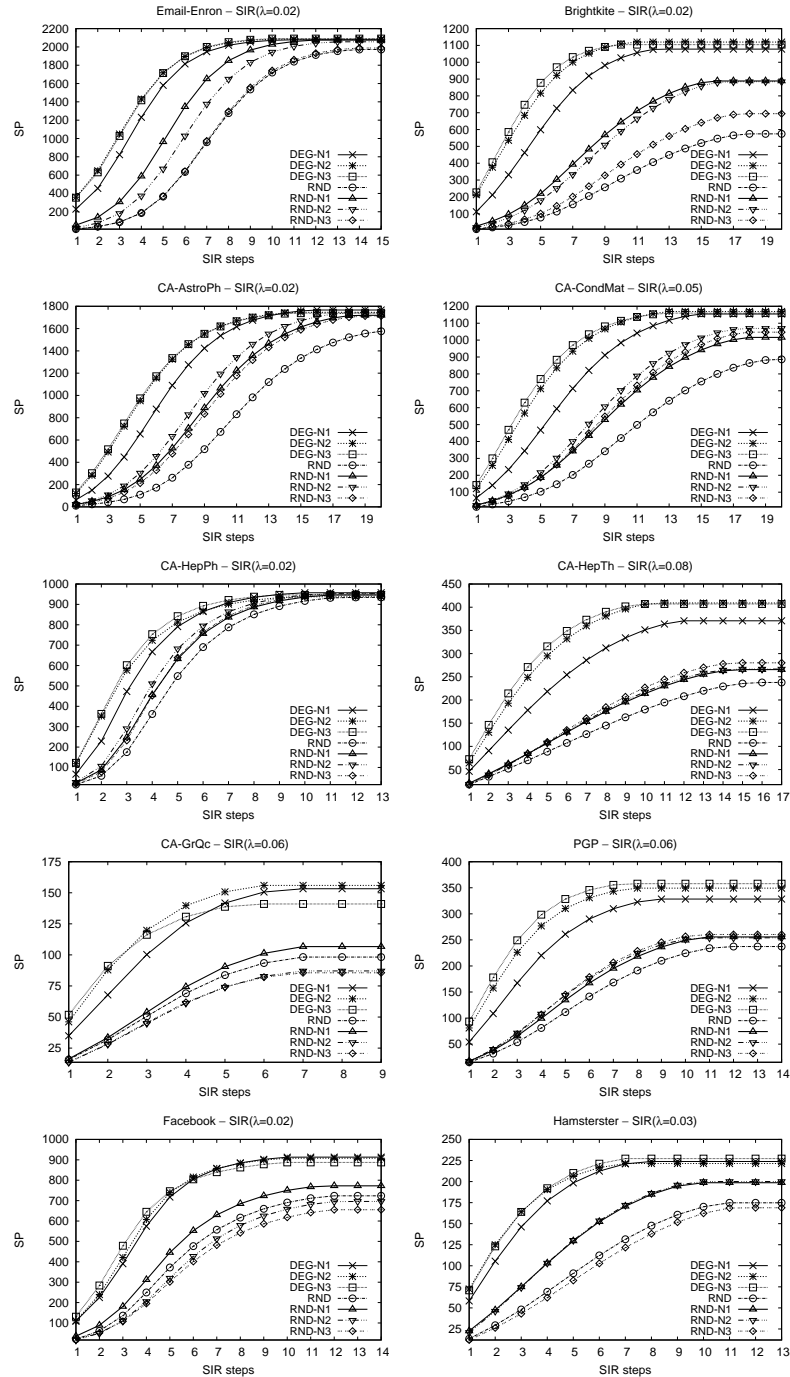 Email-Enron – SIR(λ=0.02)
SP
2200
2000
1800
1600
1400
1200
1000
800
600
400
200
DEG-N1
DEG-N2
DEG-N3
RND
RND-N1
RND-N2
RND-N3
1 2 3 4 5 6 7 8 9 10 11 12 13 14 15
SIR steps
Brightkite – SIR(λ=0.02)
SP
1200
1100
1000
900
800
700
600
500
400
300
200
100
DEG-N1
DEG-N2
DEG-N3
RND
RND-N1
RND-N2
RND-N3
1 3 5 7 9 11 13 15 17 19
SIR steps
CA-AstroPh – SIR(λ=0.02)
SP
1800
1600
1400
1200
1000
800
600
400
200
DEG-N1
DEG-N2
DEG-N3
RND
RND-N1
RND-N2
RND-N3
1 3 5 7 9 11 13 15 17 19
SIR steps
CA-CondMat – SIR(λ=0.05)
SP
1200
1100
1000
900
800
700
600
500
400
300
200
100
DEG-N1
DEG-N2
DEG-N3
RND
RND-N1
RND-N2
RND-N3
1 3 5 7 9 11 13 15 17 19
SIR steps
CA-HepPh – SIR(λ=0.02)
SP
1000
900
800
700
600
500
400
300
200
100
DEG-N1
DEG-N2
DEG-N3
RND
RND-N1
RND-N2
RND-N3
1 2 3 4 5 6 7 8 9 10 11 12 13
SIR steps
CA-HepTh – SIR(λ=0.08)
SP
450
400
350
300
250
200
150
100
50
DEG-N1
DEG-N2
DEG-N3
RND
RND-N1
RND-N2
RND-N3
1 2 3 4 5 6 7 8 9 10 11 12 13 14 15 16 17
SIR steps
CA-GrQc – SIR(λ=0.06)
SP
175
150
125
100
75
50
25
DEG-N1
DEG-N2
DEG-N3
RND
RND-N1
RND-N2
RND-N3
1 2 3 4 5 6 7 8 9
SIR steps
PGP – SIR(λ=0.06)
SP
400
350
300
250
200
150
100
50
DEG-N1
DEG-N2
DEG-N3
RND
RND-N1
RND-N2
RND-N3
1 2 3 4 5 6 7 8 9 10 11 12 13 14
SIR steps
Facebook – SIR(λ=0.02)
SP
1000
900
800
700
600
500
400
300
200
100
DEG-N1
DEG-N2
DEG-N3
RND
RND-N1
RND-N2
RND-N3
1 2 3 4 5 6 7 8 9 10 11 12 13 14
SIR steps
Hamsterster – SIR(λ=0.03)
SP
250
225
200
175
150
125
100
75
50
25
DEG-N1
DEG-N2
DEG-N3
RND
RND-N1
RND-N2
RND-N3
1 2 3 4 5 6 7 8 9 10 11 12 13 14
SIR steps